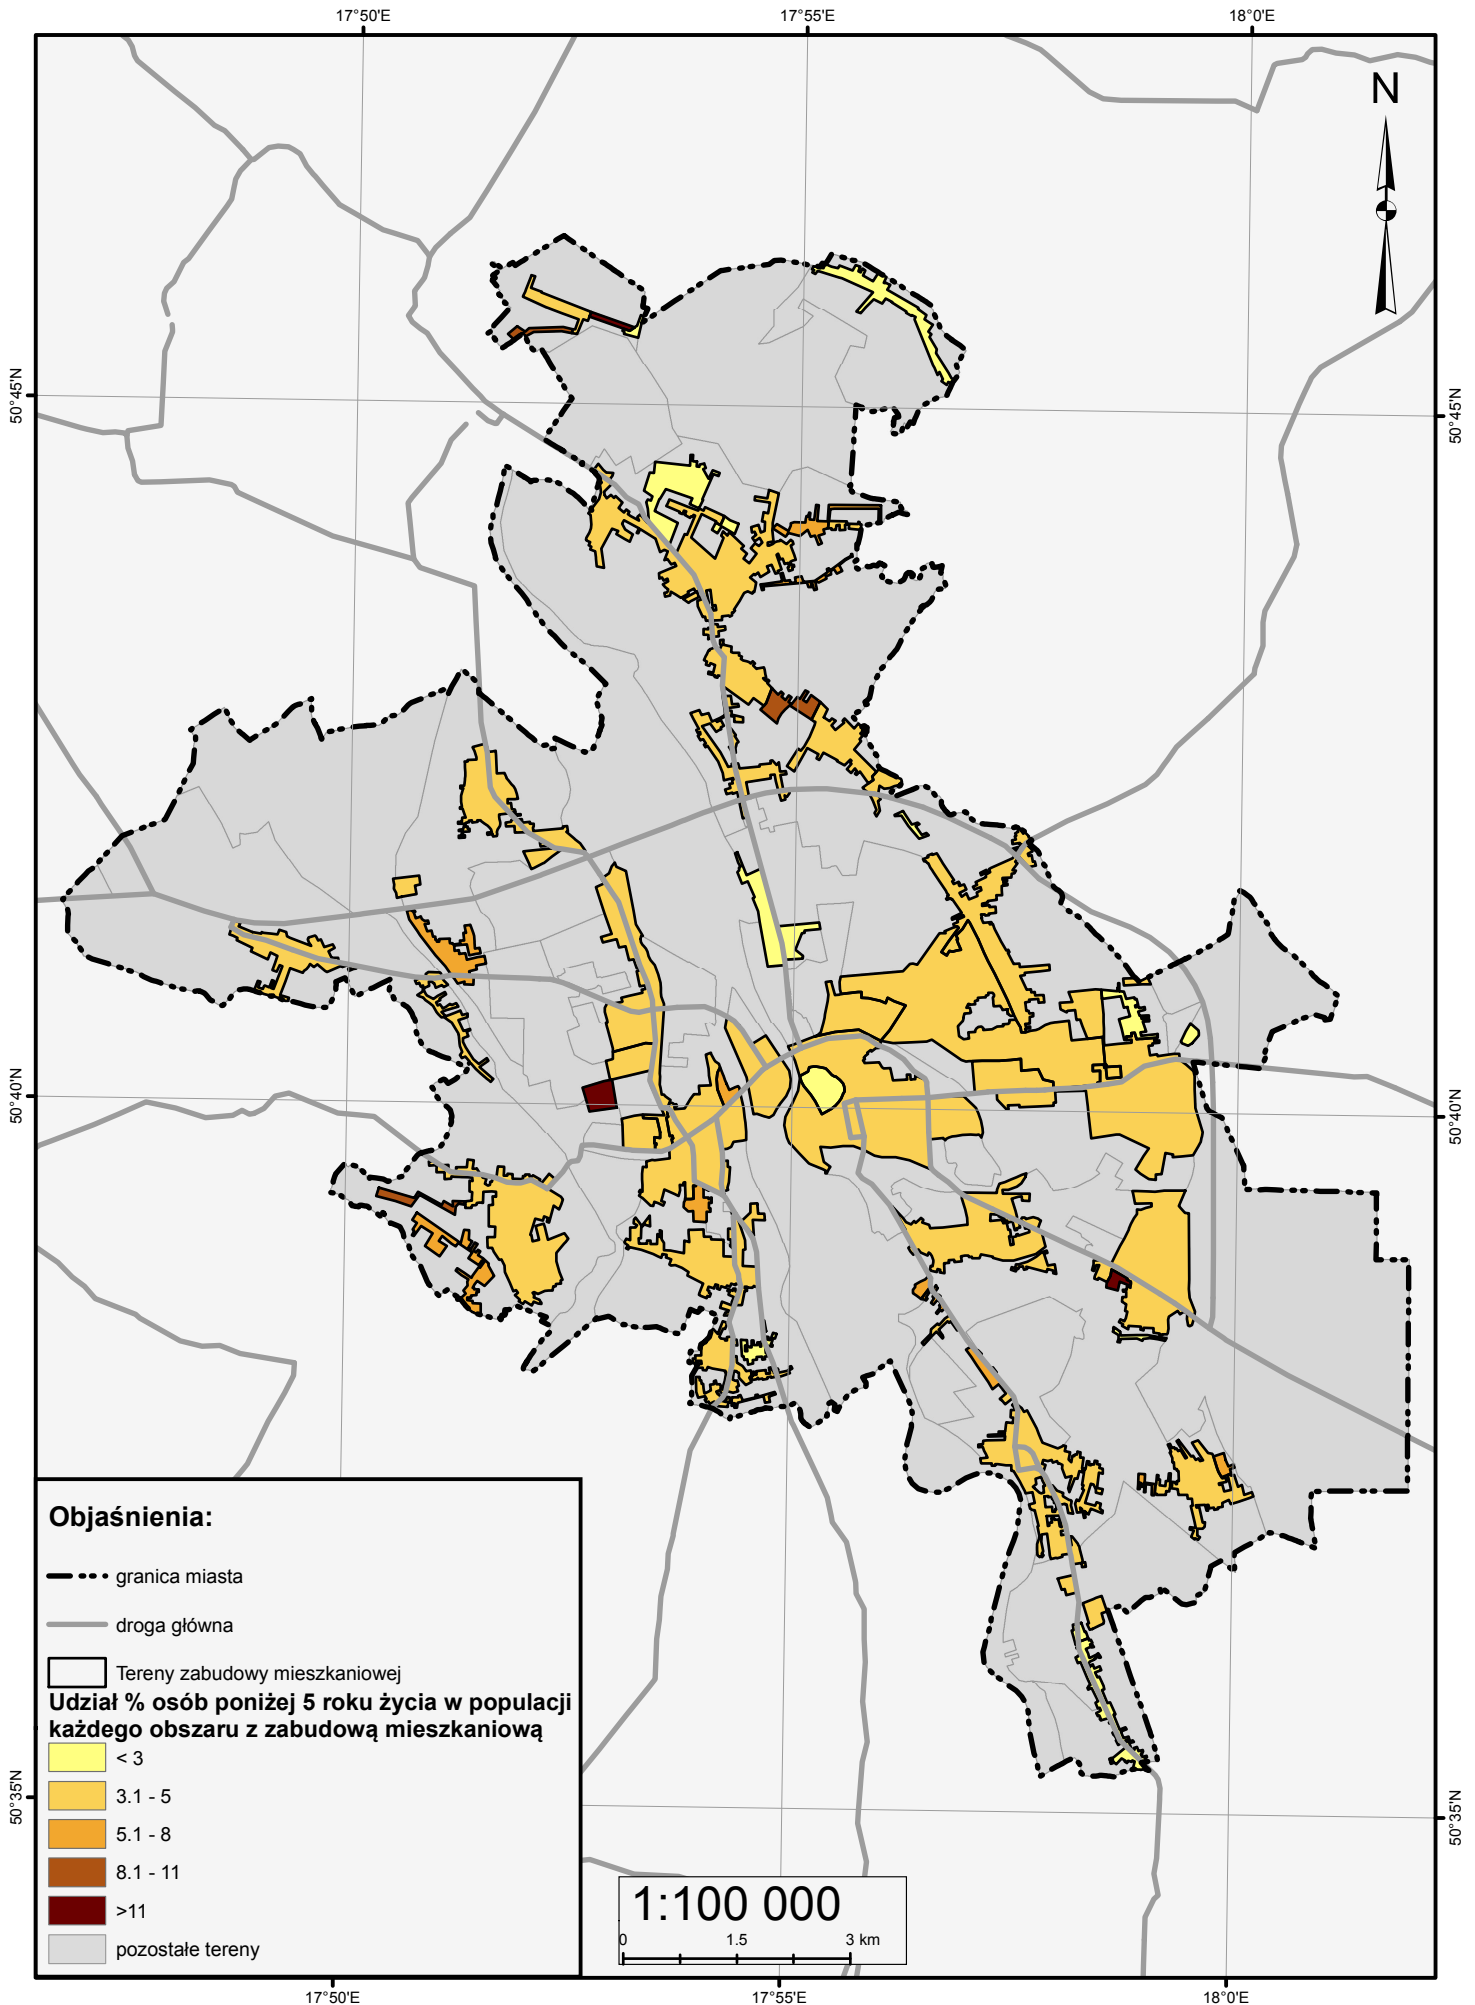 17°50'E
17°55'E
18°0'E
N
50°45'N
50°45'N
50°40'N
50°40'N
50°35'N
50°35'N
Objaśnienia:
granica miasta
droga główna
Tereny zabudowy mieszkaniowej
Udział % osób poniżej 5 roku życia w populacji
każdego obszaru z zabudową mieszkaniową
< 3
3.1 - 5
5.1 - 8
8.1 - 11
>11
pozostałe tereny
1:100 000
0 1.5 3 km
17°50'E
17°55'E
18°0'E